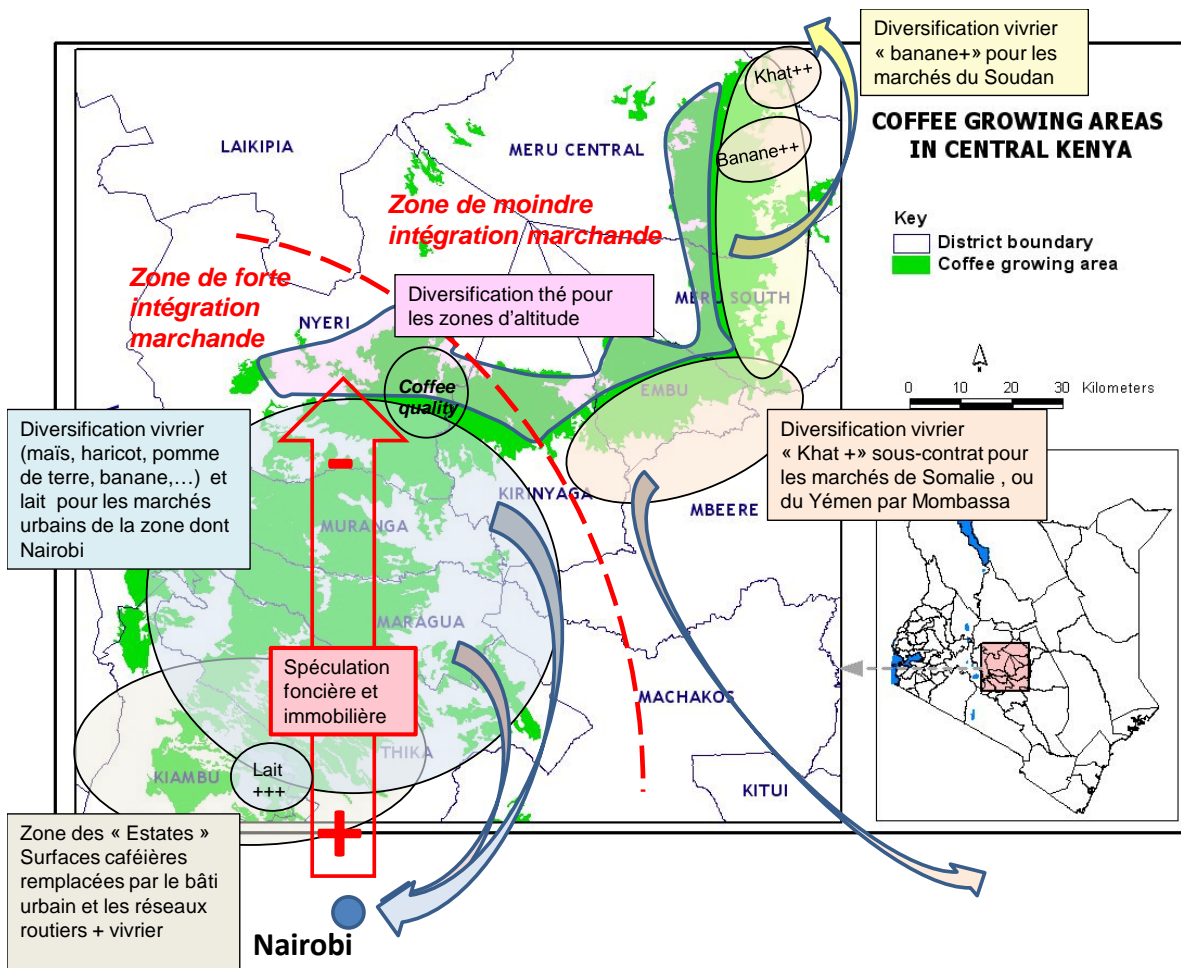 Diversification vivrier
« banane+» pour les
marchés du Soudan
Khat++
COFFEE GROWING AREAS
IN CENTRAL KENYA
LAIKIPIA
MERU CENTRAL
Banane++
Zone de moindre
intégration marchande
Key
District boundary
Coffee growing area
Zone de forte
intégration
marchande
Diversification thé pour
les zones d'altitude
MERU SOUTH
NYERI
Coffee
quality
EMBU
0 10 20 30 Kilometers
Diversification vivrier
(maïs, haricot, pomme
de terre, banane,…) et
lait pour les marchés
urbains de la zone dont
Nairobi
Diversification vivrier
« Khat +» sous-contrat pour
les marchés de Somalie , ou
du Yémen par Mombassa
-
KIRINYAGA
MBEERE
MURANGA
MARAGUA
Spéculation
foncière et
immobilière
MACHAKOS
THIKA
KIAMBU
Lait
+++
KITUI
+
Zone des « Estates »
Surfaces caféières
remplacées par le bâti
urbain et les réseaux
routiers + vivrier
Nairobi